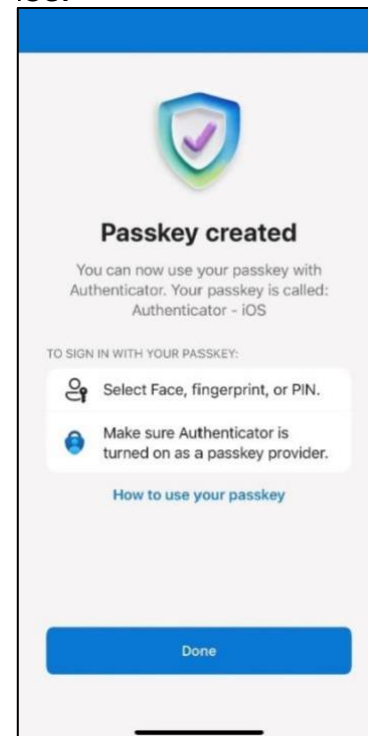 iOS.
Passkey created
You can now use your passkey with
Authenticator. Your passkey is called:
Authenticator - iOS
TO SIGN IN WITH YOUR PASSKEY:
Select Face, fingerprint, or PIN.
Make sure Authenticator is
turned on as a passkey provider.
How to use your passkey
Done